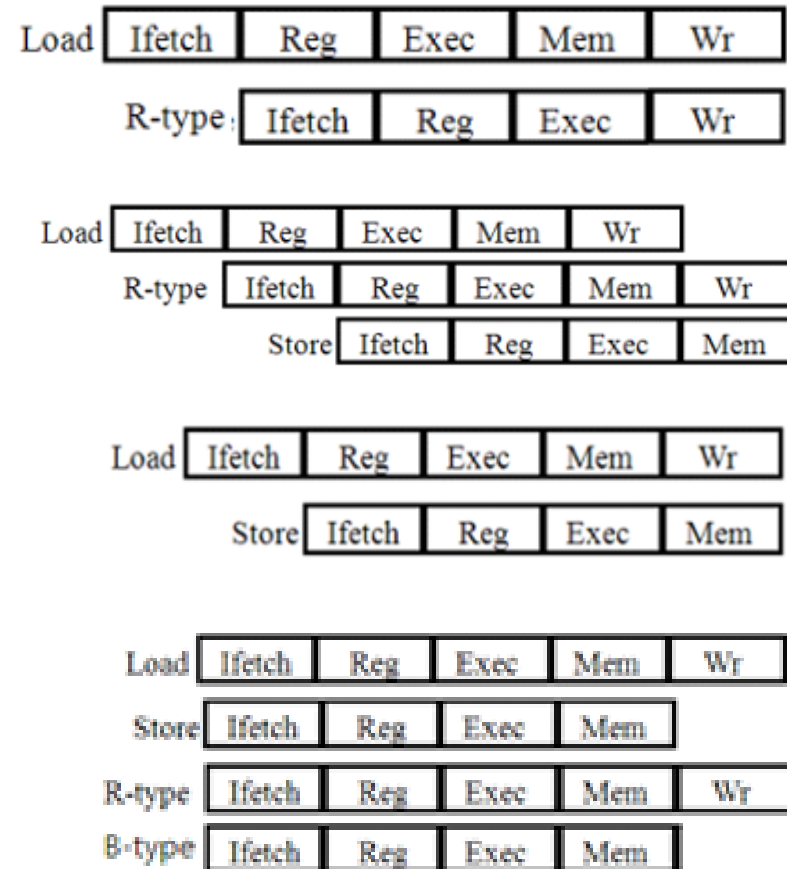 Load Ifetch Reg Exec Mem Wr
R-type: Ifetch Reg Exec Wr
Load Ifetch Reg Exec Mem Wr
R-type Ifetch Reg Exec Mem Wr
Store Ifetch Reg Exec Mem
Load Ifetch Reg Exec Mem Wr
Store Ifetch Reg Exec Mem
Load Ifetch Reg Exec Mem Wr
Store Ifetch Reg Exec Mem
R-type Ifetch Reg Exec Mem Wr
B-type Ifetch Reg Exec Mem